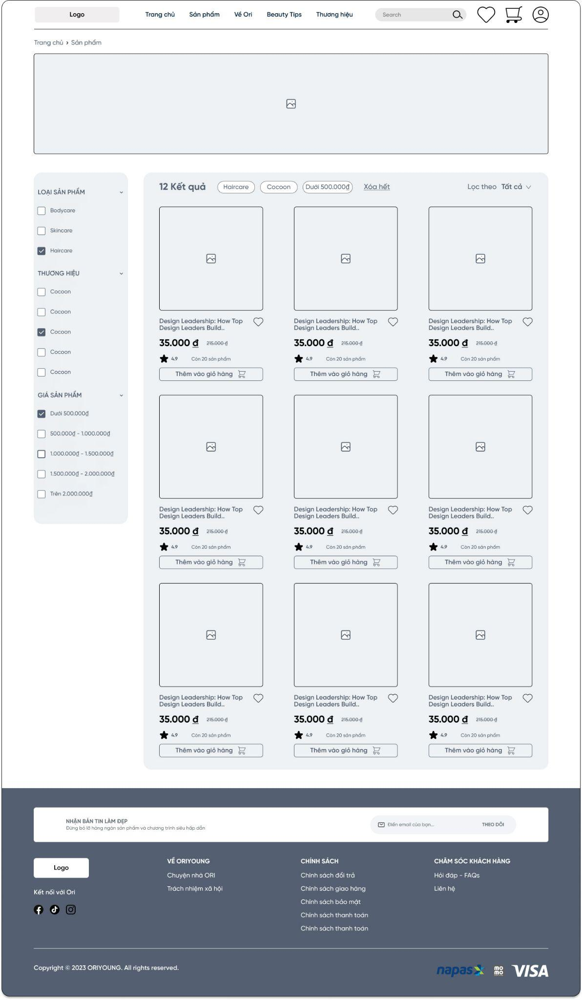 Logo
Trang chủ
Sản phẩm
Về Ori
Beauty Tips
Thương hiệu
Search
Trang chủ › Sản phẩm
LOẠI SẢN PHẨM
Bodycare
Skincare
Haircare
THƯƠNG HIỆU
Cocoon
Cocoon
Cocoon
Cocoon
Cocoon
GIÁ SẢN PHẨM
Dưới 500.000₫
500.000₫ - 1.000.000₫
1.000.000₫ - 1.500.000₫
1.500.000₫ - 2.000.000₫
Trên 2.000.000₫
12 Kết quả
Haircare
Cocoon
Dưới 500.000₫
Xóa hết
Lọc theo Tất cả
Design Leadership: How Top
Design Leaders Build..
35.000 ₫ 215.000 ₫
4.9 Còn 20 sản phẩm
Thêm vào giỏ hàng
Design Leadership: How Top
Design Leaders Build..
35.000 ₫ 215.000 ₫
4.9 Còn 20 sản phẩm
Thêm vào giỏ hàng
Design Leadership: How Top
Design Leaders Build..
35.000 ₫ 215.000 ₫
4.9 Còn 20 sản phẩm
Thêm vào giỏ hàng
Design Leadership: How Top
Design Leaders Build..
35.000 ₫ 215.000 ₫
4.9 Còn 20 sản phẩm
Thêm vào giỏ hàng
Design Leadership: How Top
Design Leaders Build..
35.000 ₫ 215.000 ₫
4.9 Còn 20 sản phẩm
Thêm vào giỏ hàng
Design Leadership: How Top
Design Leaders Build..
35.000 ₫ 215.000 ₫
4.9 Còn 20 sản phẩm
Thêm vào giỏ hàng
Design Leadership: How Top
Design Leaders Build..
35.000 ₫ 215.000 ₫
4.9 Còn 20 sản phẩm
Thêm vào giỏ hàng
Design Leadership: How Top
Design Leaders Build..
35.000 ₫ 215.000 ₫
4.9 Còn 20 sản phẩm
Thêm vào giỏ hàng
Design Leadership: How Top
Design Leaders Build..
35.000 ₫ 215.000 ₫
4.9 Còn 20 sản phẩm
Thêm vào giỏ hàng
NHẬN BẢN TIN LÀM ĐẸP
Đừng bỏ lỡ hàng ngàn sản phẩm và chương trình siêu hấp dẫn
Điền email của bạn...
THEO DÕI
Logo
Kết nối với Ori
VỀ ORIYOUNG
Chuyện nhà ORI
Trách nhiệm xã hội
CHÍNH SÁCH
Chính sách đổi trả
Chính sách giao hàng
Chính sách bảo mật
Chính sách thanh toán
Chính sách thanh toán
CHĂM SÓC KHÁCH HÀNG
Hỏi đáp - FAQs
Liên hệ
Copyright © 2023 ORIYOUNG. All rights reserved.
napas
mo
mo
VISA